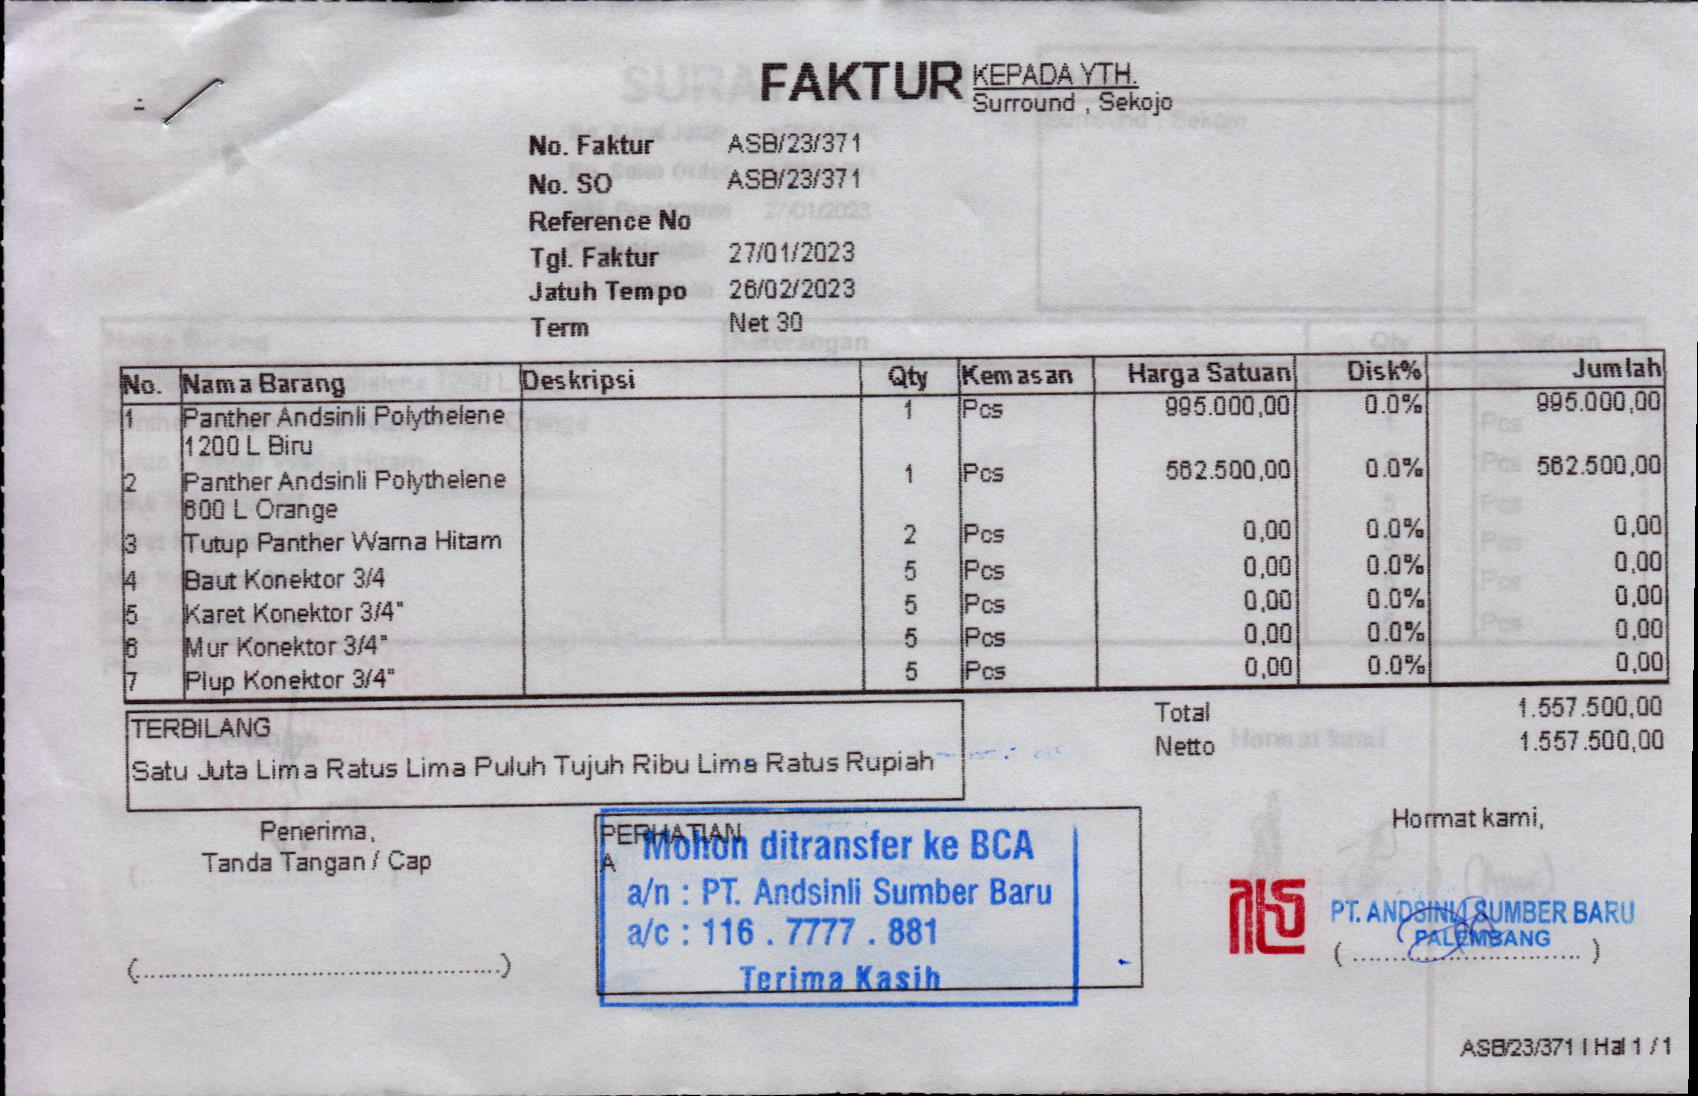 FAKTUR
KEPADA YTH.
Surround , Sekojo
No. Faktur ASB/23/371
No. SO ASB/23/371
Reference No
Tgl. Faktur 27/01/2023
Jatuh Tempo 26/02/2023
Term Net 30
No. Nama Barang Deskripsi Qty Kemasan Harga Satuan Disk% Jumlah
1 Panther Andsinli Polythelene 1 Pcs 995.000,00 0.0% 995.000,00
1200 L Biru
2 Panther Andsinli Polythelene 1 Pcs 562.500,00 0.0% 562.500,00
600 L Orange
3 Tutup Panther Warna Hitam 2 Pcs 0,00 0.0% 0,00
4 Baut Konektor 3/4 5 Pcs 0,00 0.0% 0,00
5 Karet Konektor 3/4" 5 Pcs 0,00 0.0% 0,00
6 Mur Konektor 3/4" 5 Pcs 0,00 0.0% 0,00
7 Plup Konektor 3/4" 5 Pcs 0,00 0.0% 0,00
Total 1.557.500,00
Netto 1.557.500,00
TERBILANG
Satu Juta Lima Ratus Lima Puluh Tujuh Ribu Lima Ratus Rupiah
Penerima,
Tanda Tangan / Cap
(..............................................)
PERHATIAN
A
Mohon ditransfer ke BCA
a/n : PT. Andsinli Sumber Baru
a/c : 116 . 7777 . 881
Terima Kasih
Hormat kami,
PT. ANDSINLI SUMBER BARU
PALEMBANG
( ............................. )
ASB/23/371 | Hal 1 / 1